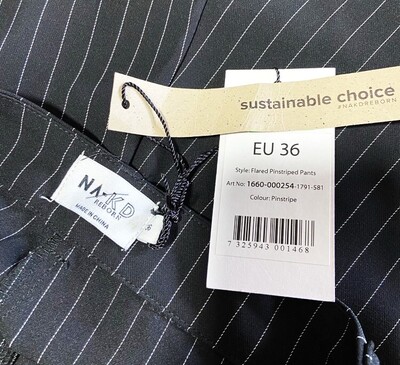 sustainable choice
#NAKDREBORN
EU 36
Style: Flared Pinstriped Pants
Art No: 1660-000254-1791-581
Colour: Pinstripe
7 325943 001468
NA-KD
REBORN
MADE IN CHINA
36